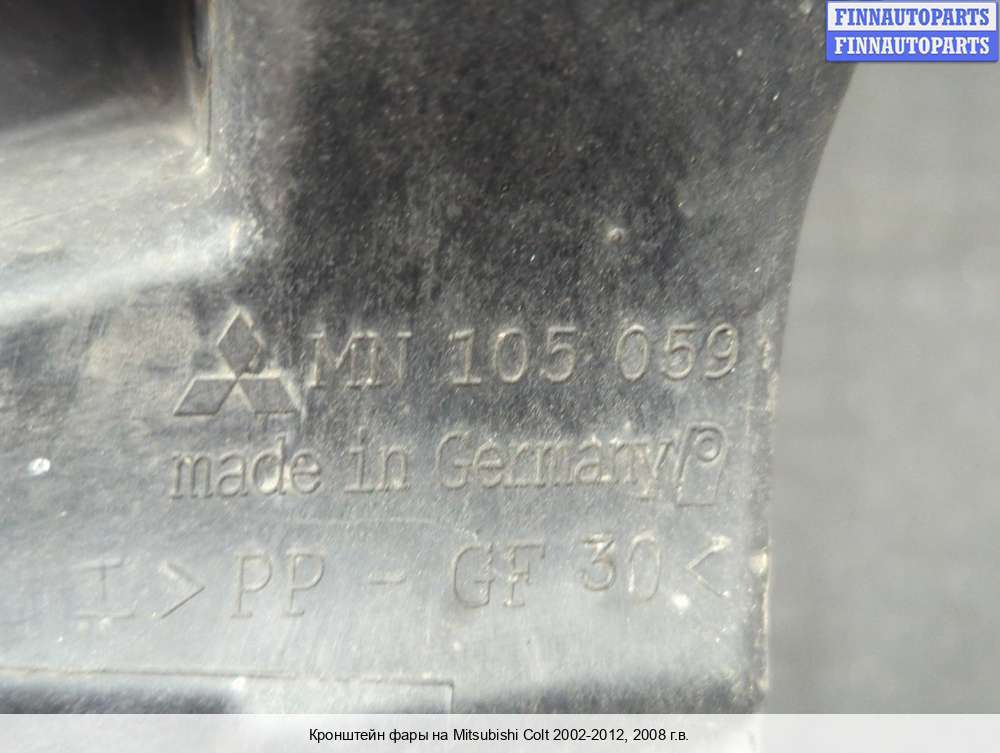 FINNAUTOPARTS
FINNAUTOPARTS
MN 105 059
made in Germany
>PP - GF 30<
Кронштейн фары на Mitsubishi Colt 2002-2012, 2008 г.в.